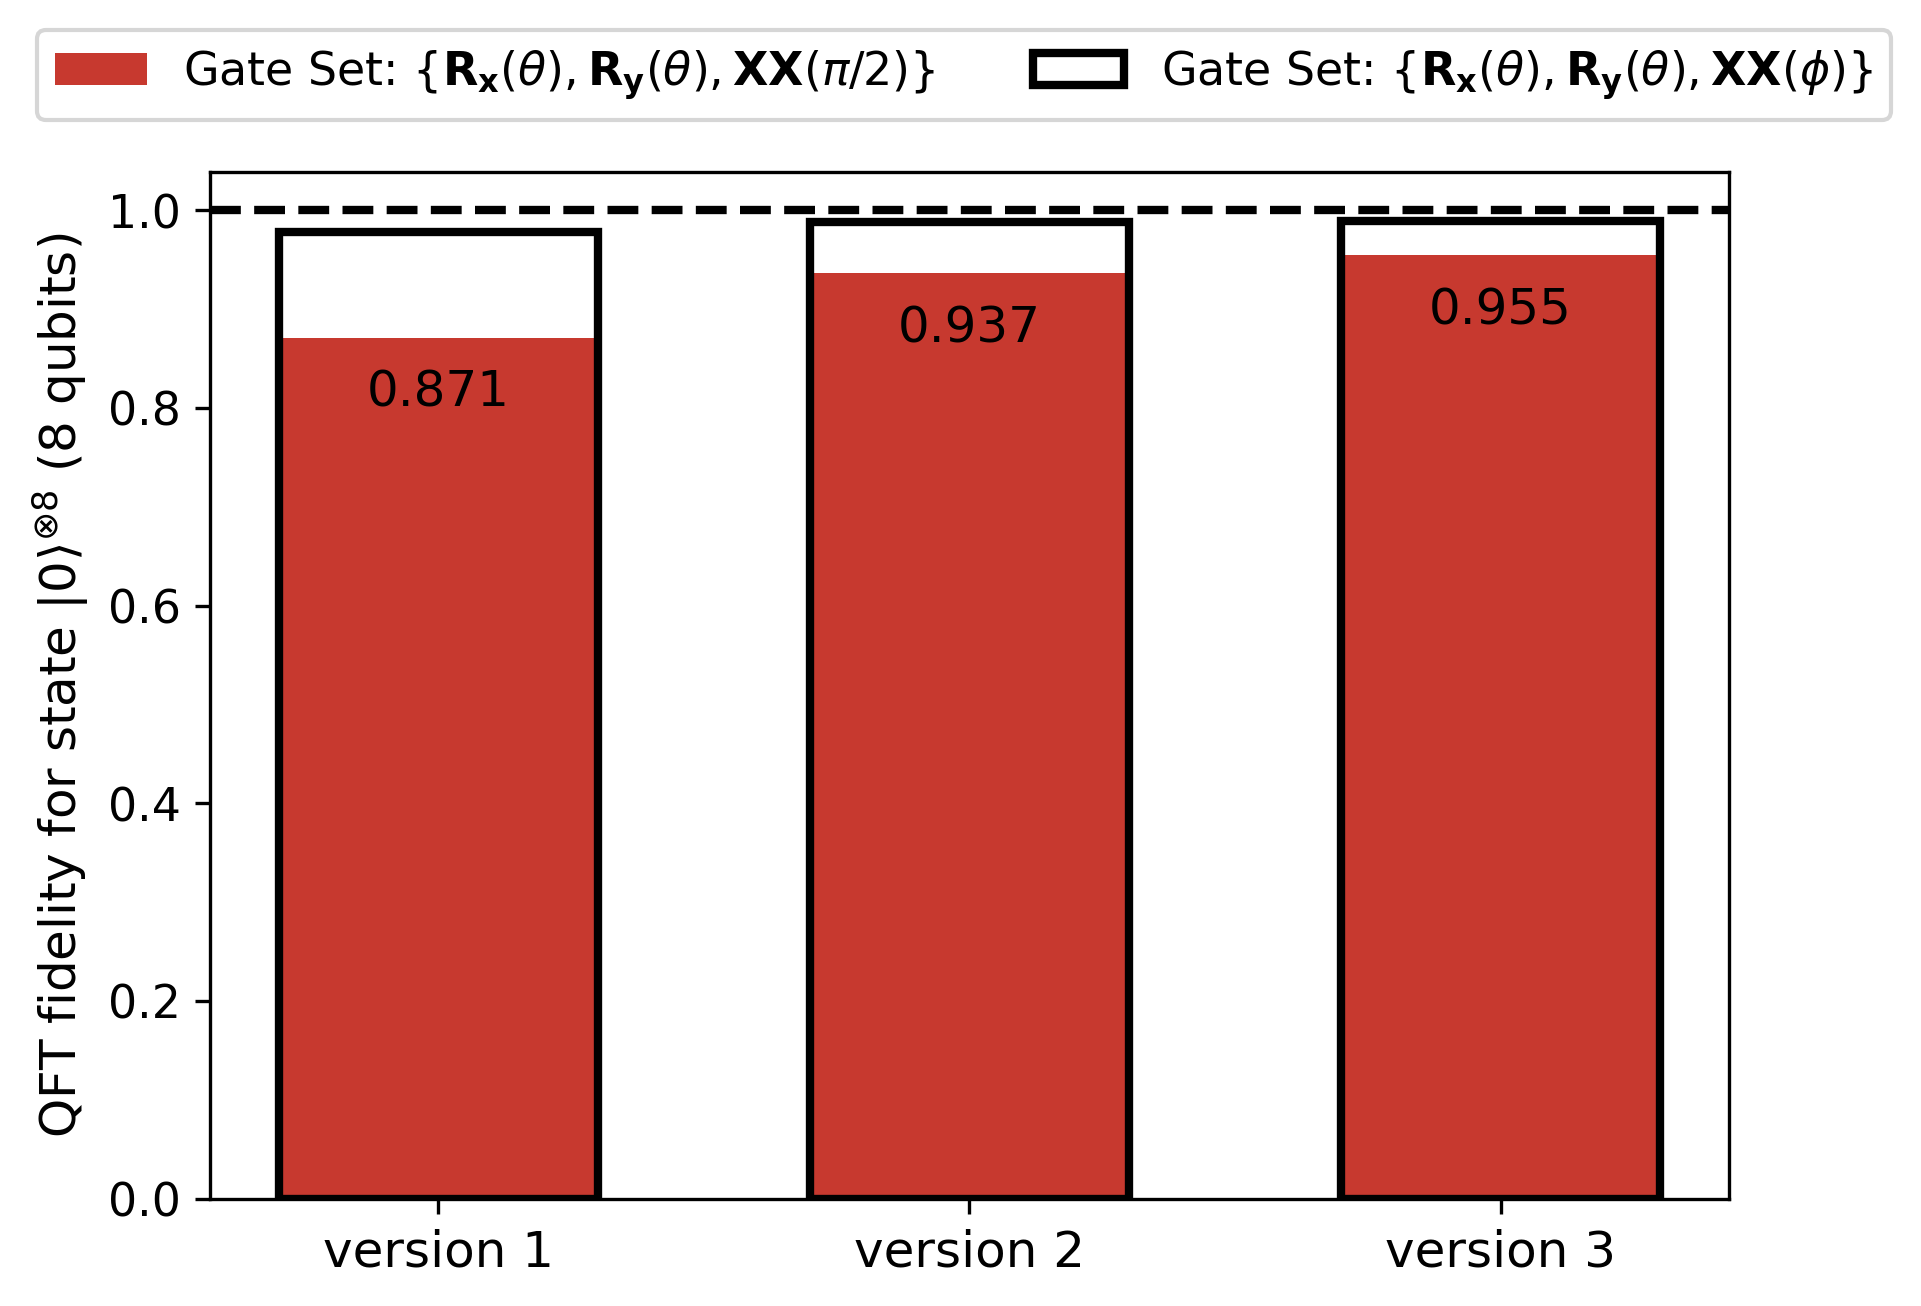 Gate Set: {Rₓ(θ), Rᵧ(θ), XX(π/2)}
Gate Set: {Rₓ(θ), Rᵧ(θ), XX(ϕ)}
QFT fidelity for state |0⟩⊗8 (8 qubits)
1.0
0.8
0.6
0.4
0.2
0.0
0.871
0.937
0.955
version 1
version 2
version 3